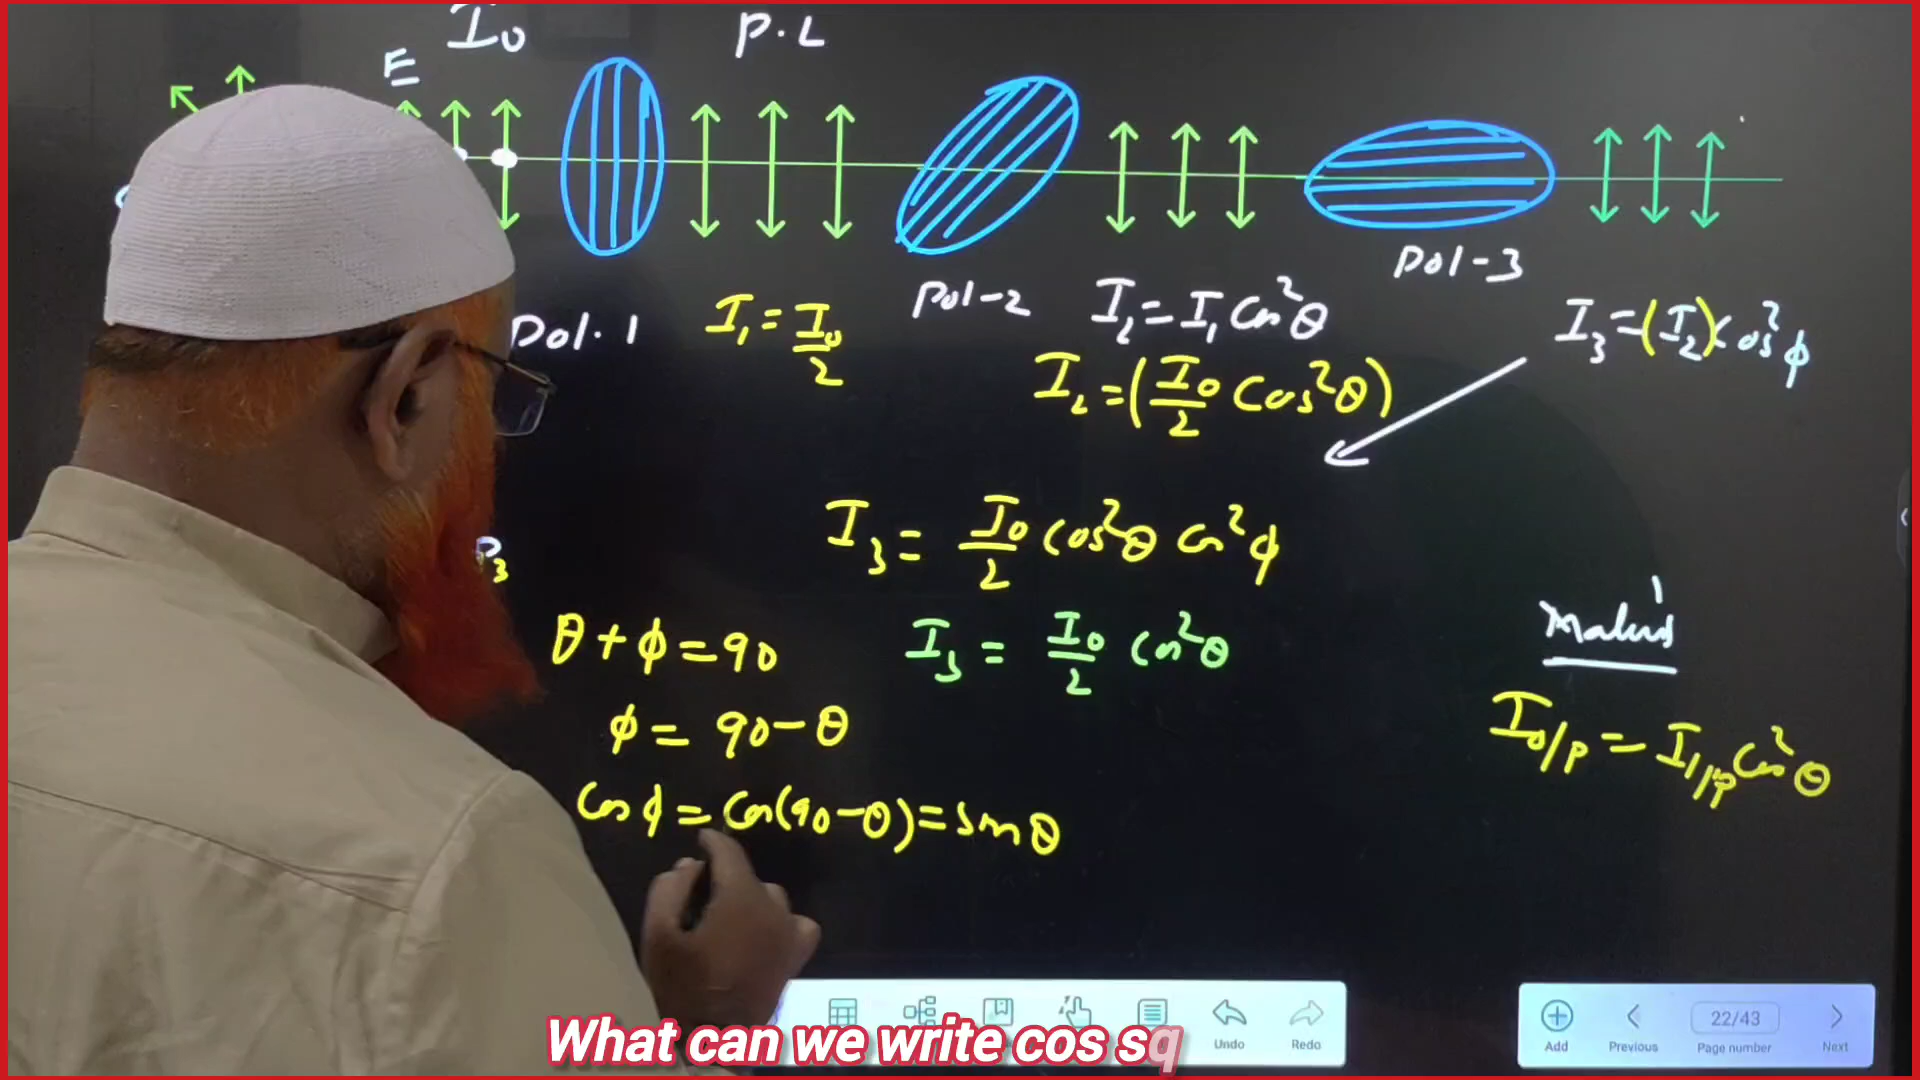 I₀
P.L
E
Pol-3
Pol-2
Pol.1
I₁ = I₀/2
I₂ = I₁ Cos²θ
I₃ = (I₂) cos²ϕ
I₂ = (I₀/2 Cos²θ)
I₃ = I₀/2 cos²θ cos²ϕ
P₃
θ + ϕ = 90
I₃ = I₀/2 cos²θ
Malus'
ϕ = 90 - θ
I₀/p = I₁/p cos²θ
Cos ϕ = Cos(90-θ) = Sin θ
What can we write cos sq
Undo
Redo
Add
Previous
22/43
Page number
Next